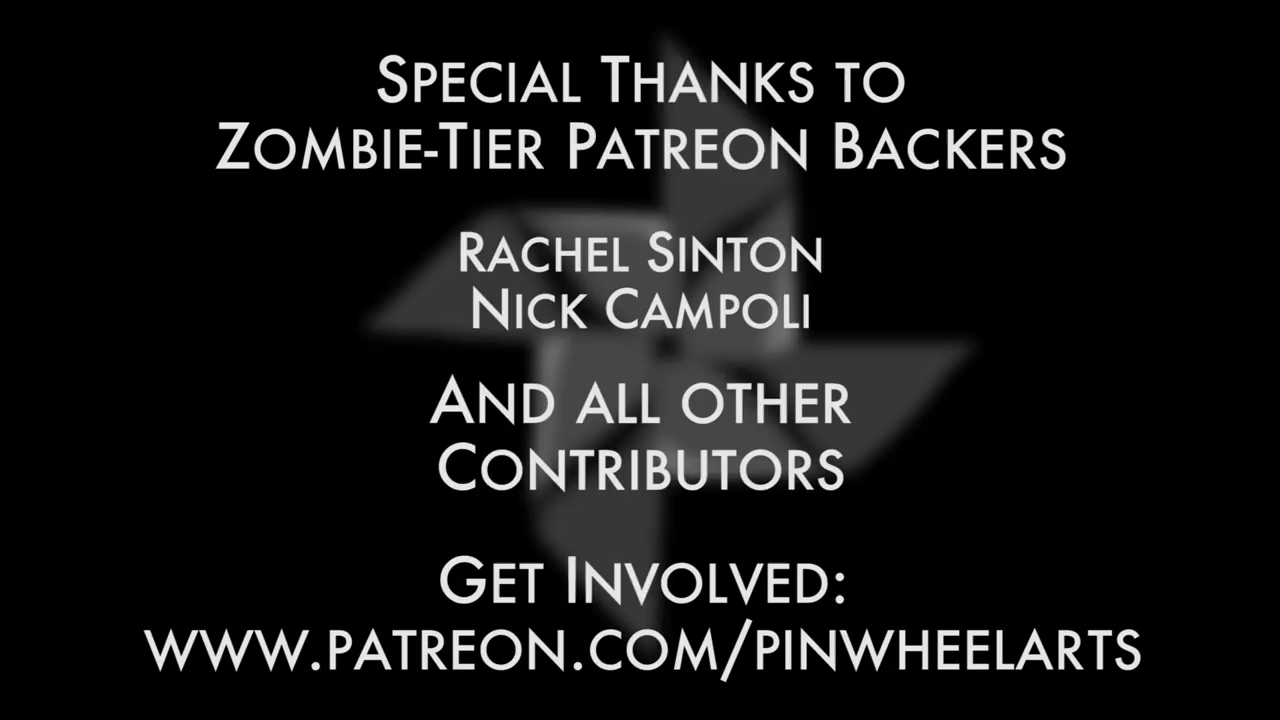 Special Thanks to
Zombie-Tier Patreon Backers
Rachel Sinton
Nick Campoli
And all other
Contributors
Get Involved:
www.patreon.com/pinwheelarts